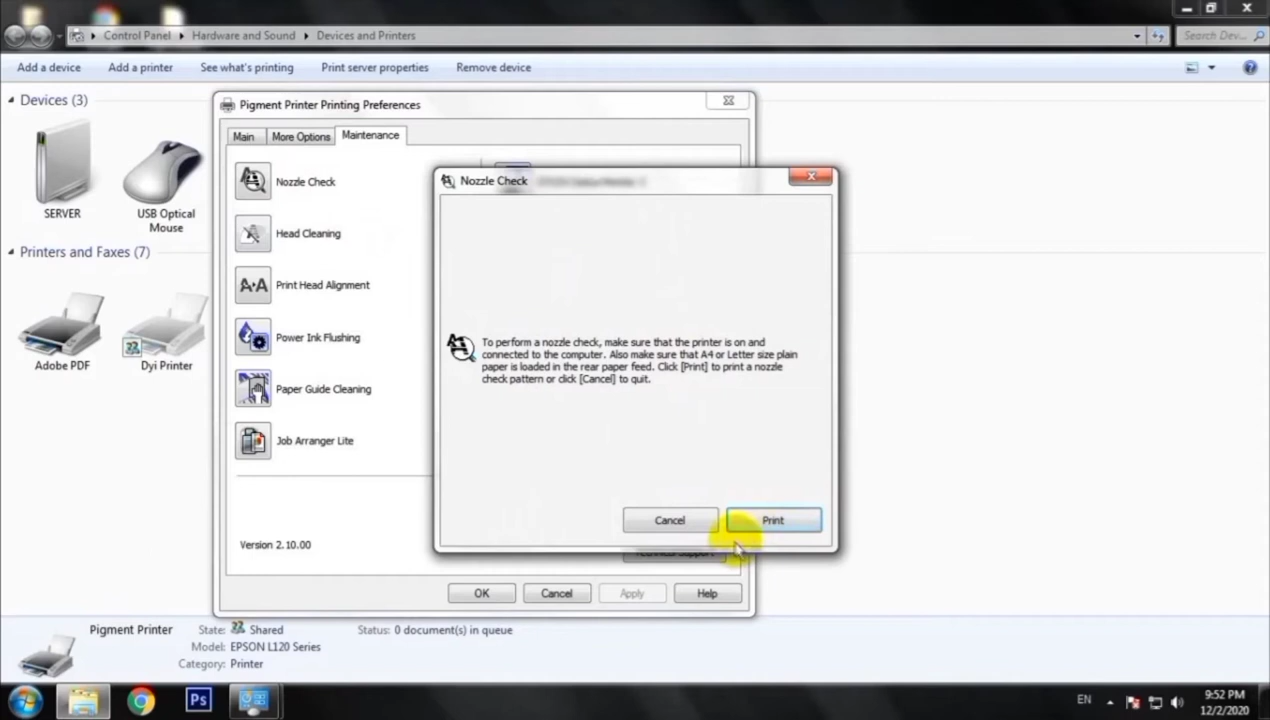 Control Panel
Hardware and Sound
Devices and Printers
Search Dev...
Add a device
Add a printer
See what's printing
Print server properties
Remove device
Devices (3)
SERVER
USB Optical
Mouse
Printers and Faxes (7)
Adobe PDF
Dyi Printer
Pigment Printer Printing Preferences
Main
More Options
Maintenance
Nozzle Check
Head Cleaning
A A
Print Head Alignment
Power Ink Flushing
Paper Guide Cleaning
Job Arranger Lite
Version 2.10.00
Technical Support
OK
Cancel
Apply
Help
Nozzle Check
To perform a nozzle check, make sure that the printer is on and
connected to the computer. Also make sure that A4 or Letter size plain
paper is loaded in the rear paper feed. Click [Print] to print a nozzle
check pattern or click [Cancel] to quit.
Cancel
Print
Pigment Printer
State:
Shared
Status: 0 document(s) in queue
Model: EPSON L120 Series
Category: Printer
Ps
EN
9:52 PM
12/2/2020